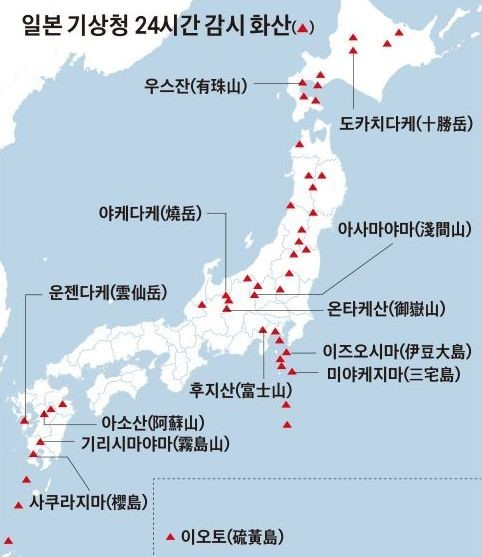 일본 기상청 24시간 감시 화산(▲)
우스잔(有珠山)
도카치다케(十勝岳)
야케다케(燒岳)
아사마야마(淺間山)
운젠다케(雲仙岳)
온타케산(御嶽山)
이즈오시마(伊豆大島)
미야케지마(三宅島)
후지산(富士山)
아소산(阿蘇山)
기리시마야마(霧島山)
사쿠라지마(櫻島)
이오토(硫黃島)